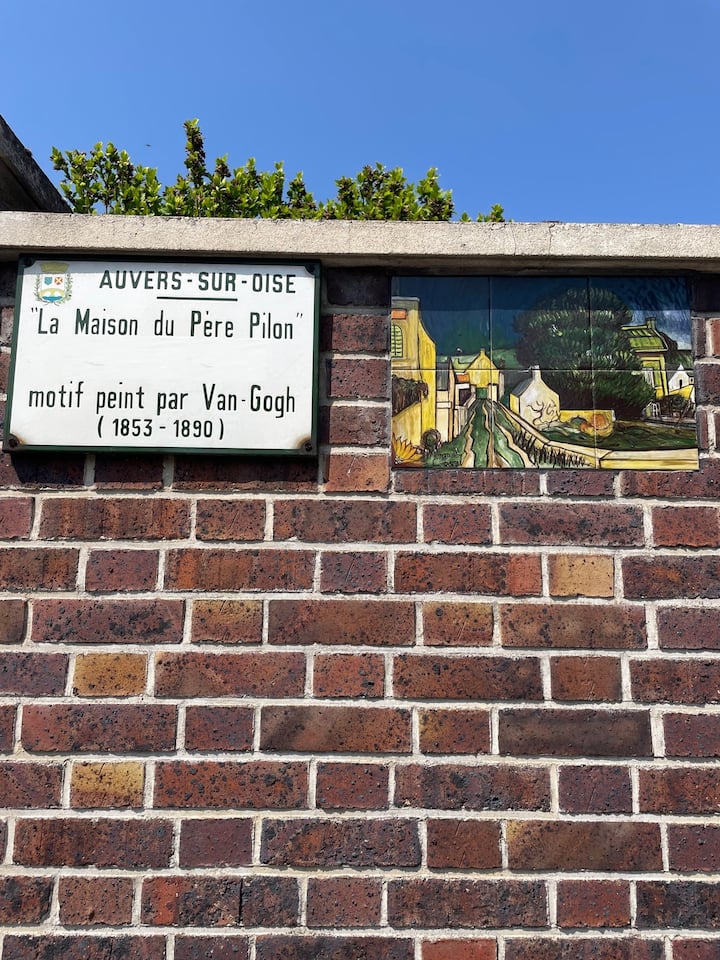 AUVERS-SUR-OISE
"La Maison du Père Pilon"
motif peint par Van-Gogh
(1853-1890)